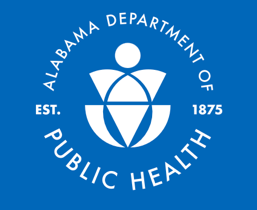 ALABAMA DEPARTMENT OF
EST. 1875
PUBLIC HEALTH